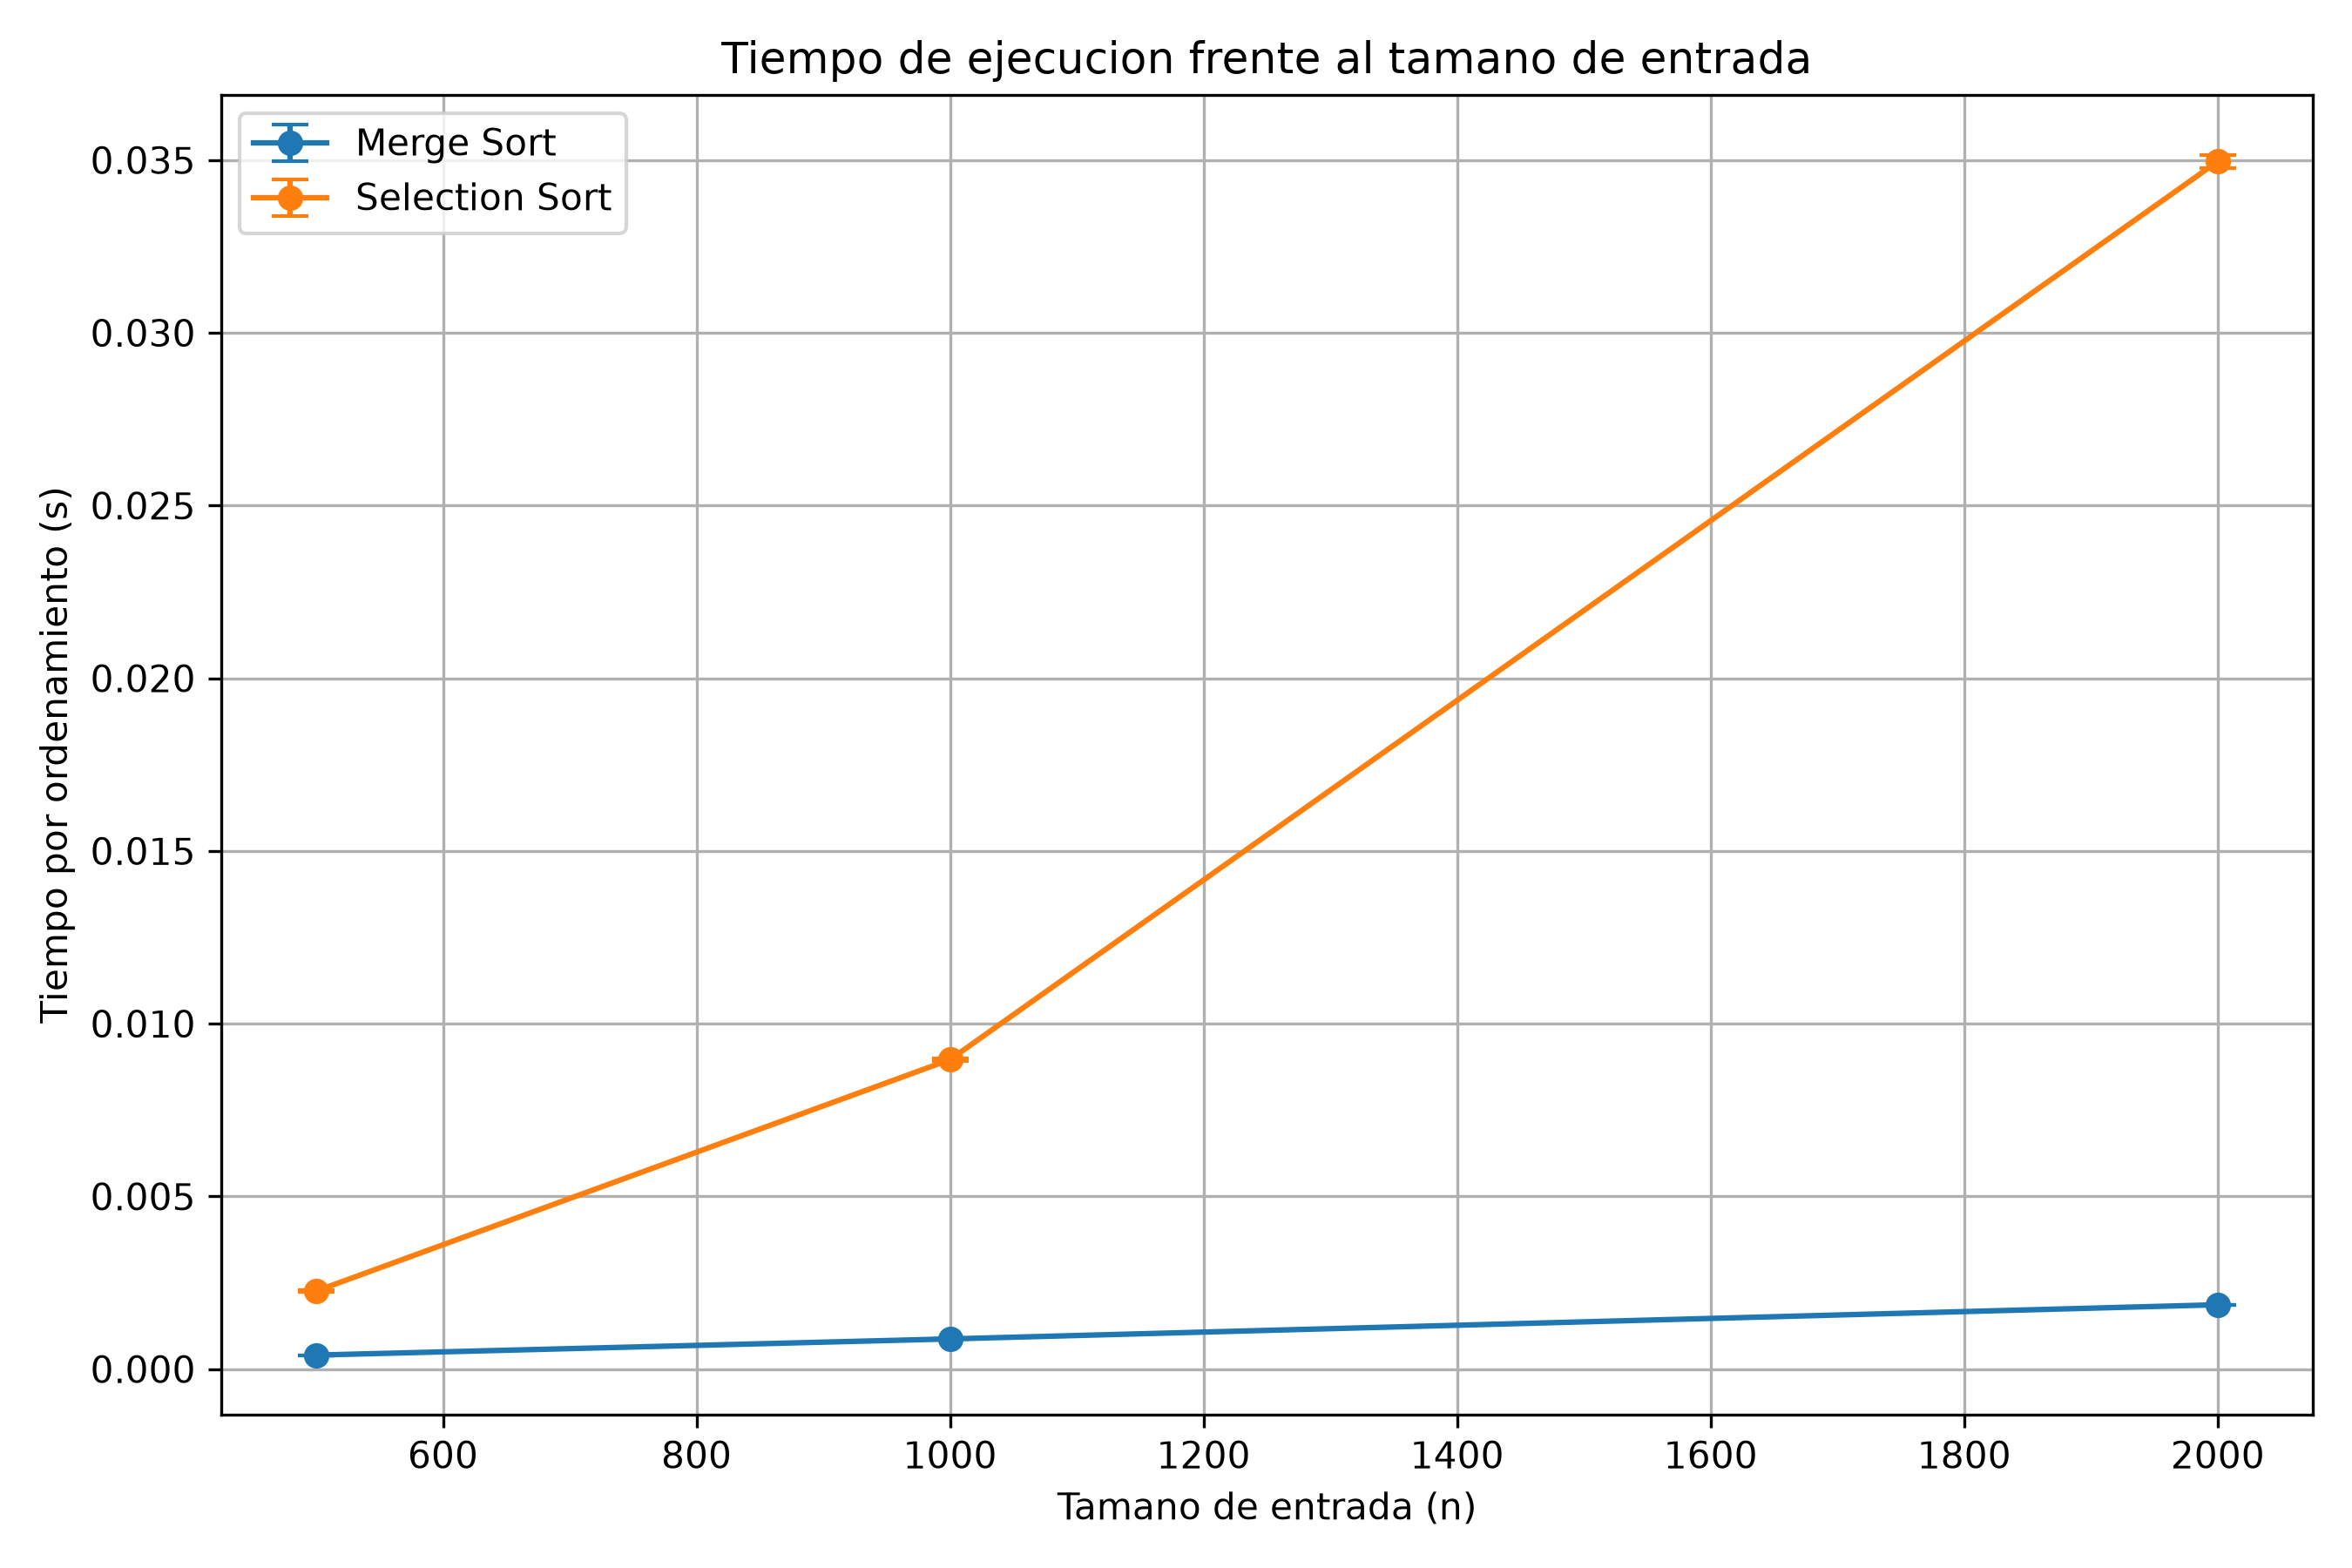 Tiempo de ejecucion frente al tamano de entrada
Merge Sort
Selection Sort
Tiempo por ordenamiento (s)
0.035
0.030
0.025
0.020
0.015
0.010
0.005
0.000
600 800 1000 1200 1400 1600 1800 2000
Tamano de entrada (n)